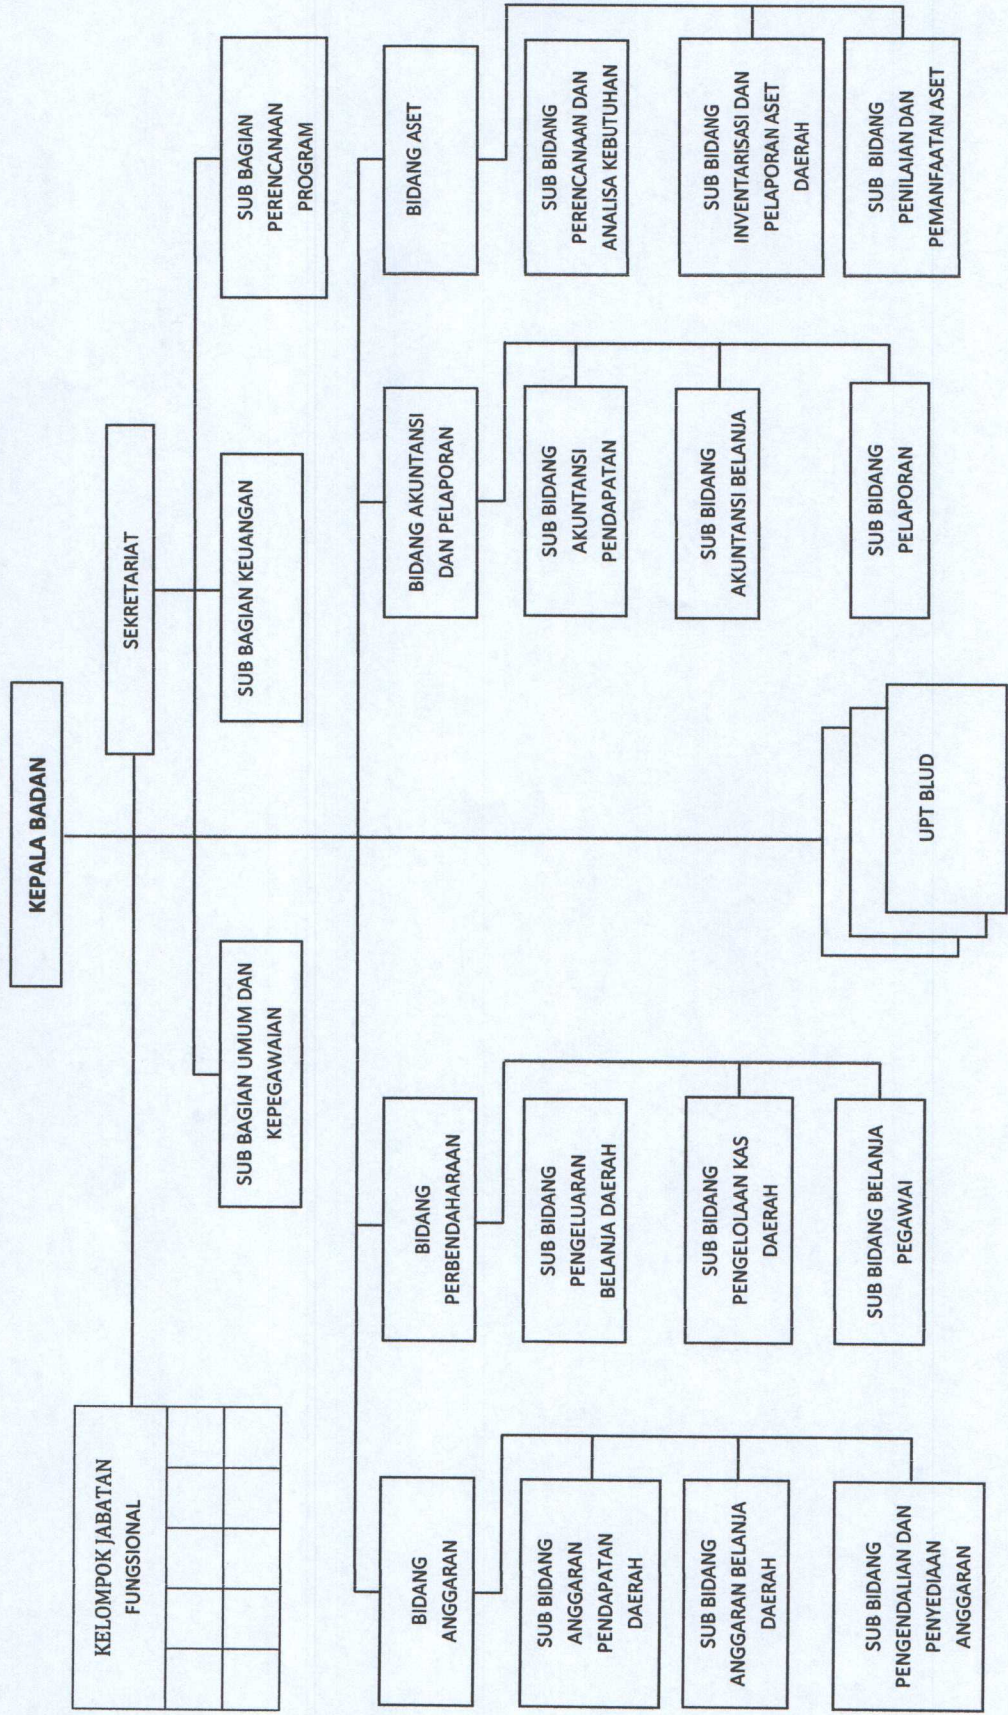 KEPALA BADAN
KELOMPOK JABATAN
FUNGSIONAL
SEKRETARIAT
SUB BAGIAN UMUM DAN
KEPEGAWAIAN
SUB BAGIAN KEUANGAN
SUB BAGIAN
PERENCANAAN
PROGRAM
BIDANG
ANGGARAN
SUB BIDANG
ANGGARAN
PENDAPATAN
DAERAH
SUB BIDANG
ANGGARAN BELANJA
DAERAH
SUB BIDANG
PENGENDALIAN DAN
PENYEDIAAN
ANGGARAN
BIDANG
PERBENDAHARAAN
SUB BIDANG
PENGELUARAN
BELANJA DAERAH
SUB BIDANG
PENGELOLAAN KAS
DAERAH
SUB BIDANG BELANJA
PEGAWAI
UPT BLUD
BIDANG AKUNTANSI
DAN PELAPORAN
SUB BIDANG
AKUNTANSI
PENDAPATAN
SUB BIDANG
AKUNTANSI BELANJA
SUB BIDANG
PELAPORAN
BIDANG ASET
SUB BIDANG
PERENCANAAN DAN
ANALISA KEBUTUHAN
SUB BIDANG
INVENTARISASI DAN
PELAPORAN ASET
DAERAH
SUB BIDANG
PENILAIAN DAN
PEMANFAATAN ASET